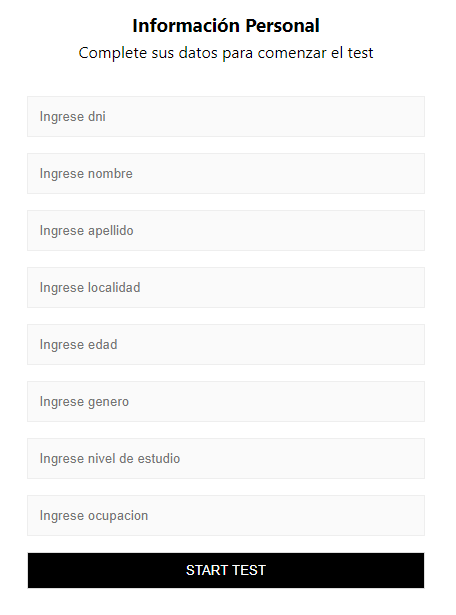 Información Personal
Complete sus datos para comenzar el test
Ingrese dni
Ingrese nombre
Ingrese apellido
Ingrese localidad
Ingrese edad
Ingrese genero
Ingrese nivel de estudio
Ingrese ocupacion
START TEST